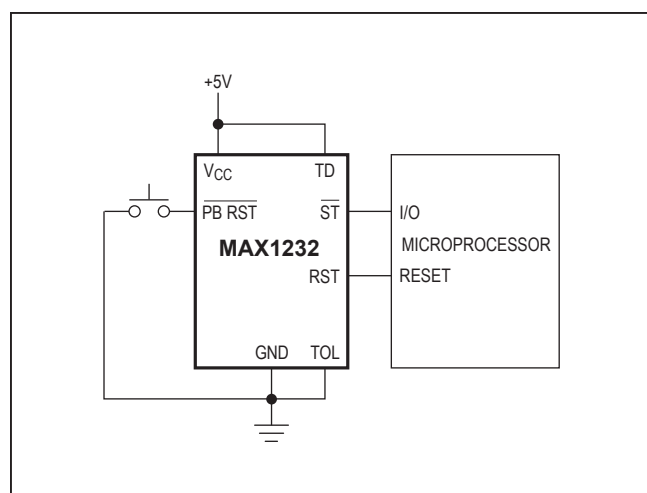 +5V
VCC TD
PB RST ST I/O
MICROPROCESSOR
MAX1232
RST RESET
GND TOL